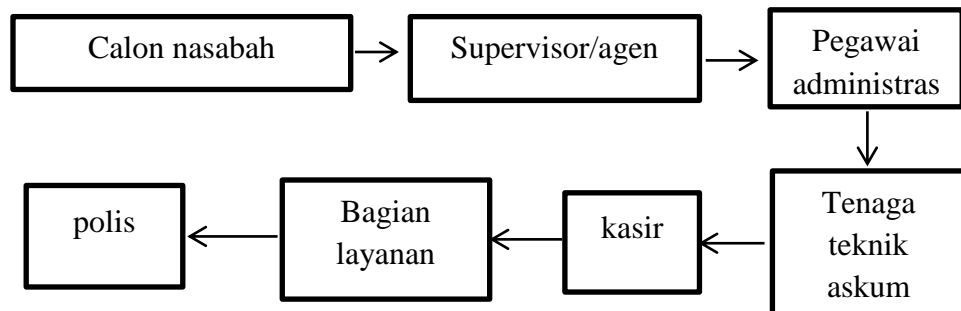 Calon nasabah
Supervisor/agen
Pegawai
administras
Tenaga
teknik
askum
kasir
Bagian
layanan
polis